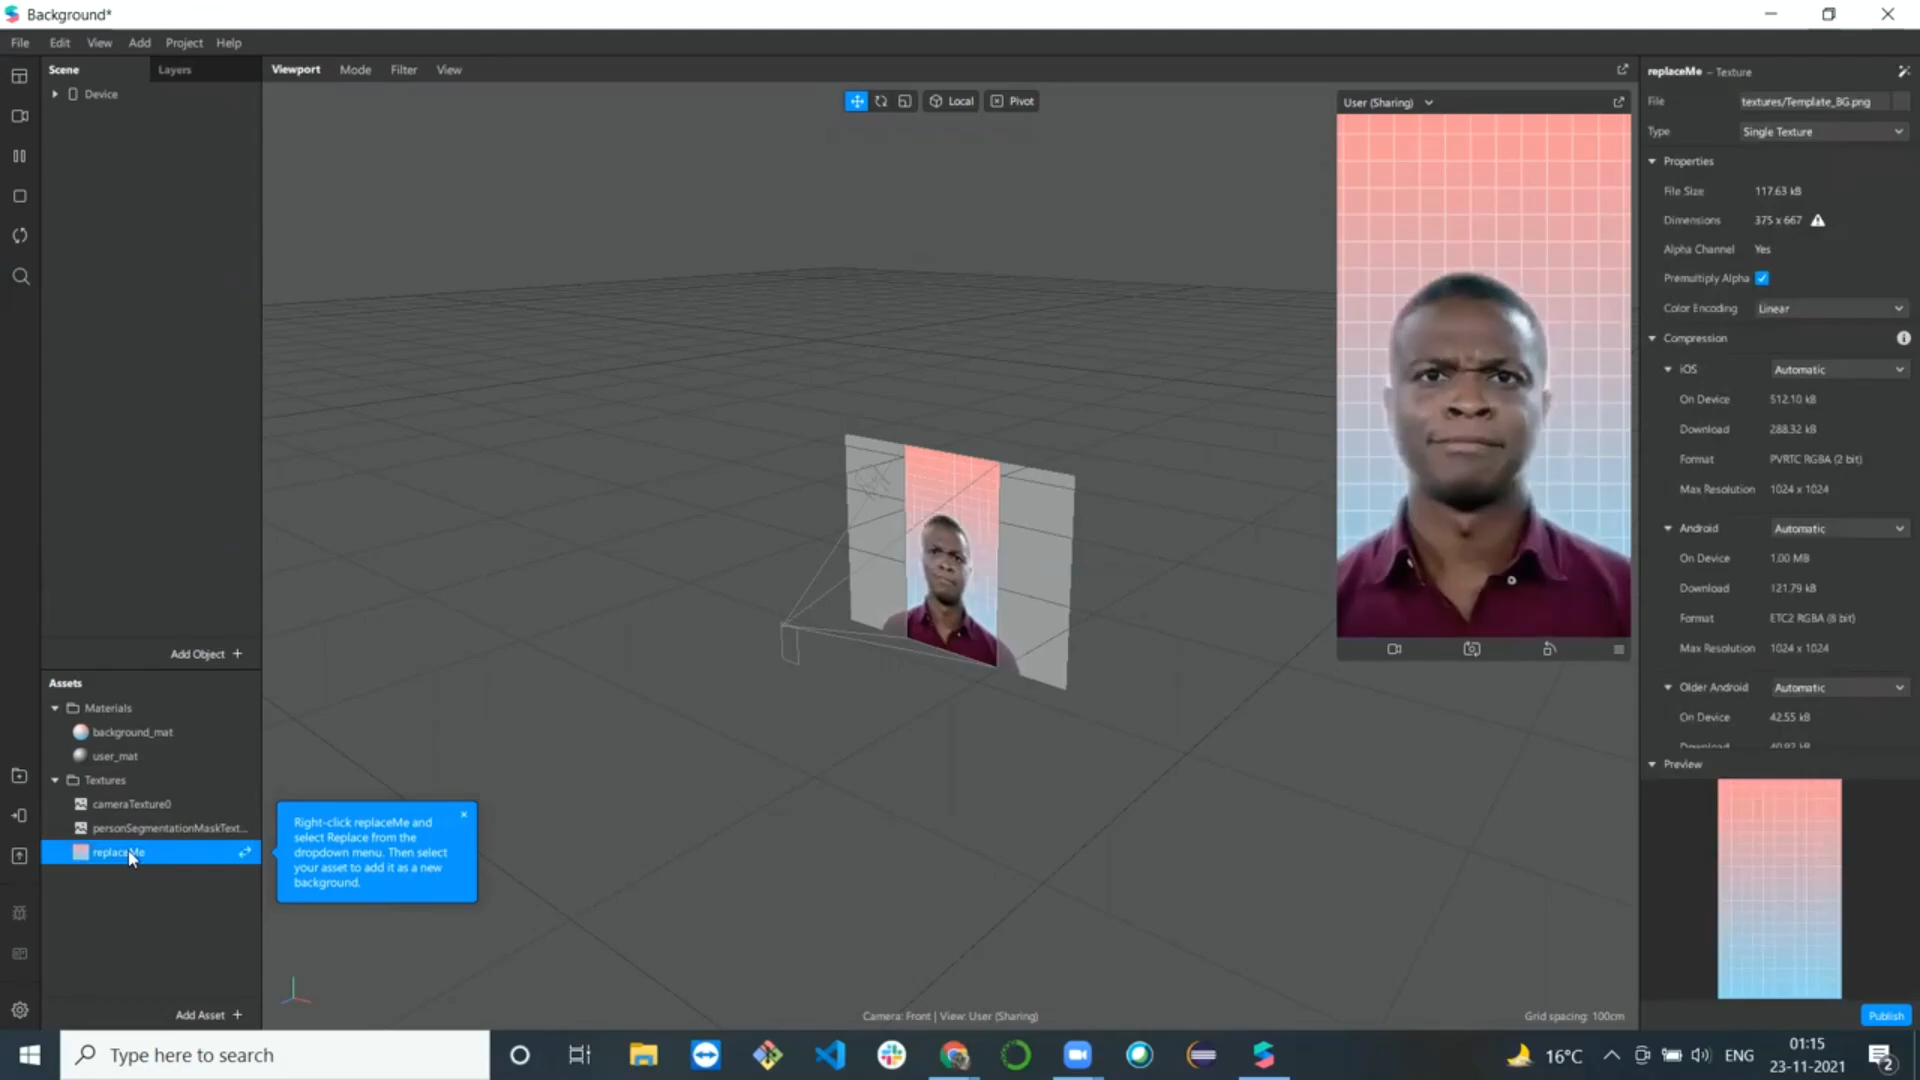 Background*
File Edit View Add Project Help
Scene Layers
Device
Add Object +
Assets
Materials
background_mat
user_mat
Textures
cameraTexture0
personSegmentationMaskText...
replaceMe
Add Asset +
Viewport Mode Filter View
Local Pivot
User (Sharing)
Right-click replaceMe and
select Replace from the
dropdown menu. Then select
your asset to add it as a new
background.
Camera: Front | View: User (Sharing)
Grid spacing: 100cm
replaceMe – Texture
File textures/Template_BG.png
Type Single Texture
Properties
File Size 117.63 kB
Dimensions 375 x 667
Alpha Channel Yes
Premultiply Alpha
Color Encoding Linear
Compression
iOS Automatic
On Device 512.10 kB
Download 288.32 kB
Format PVRTC RGBA (2 bit)
Max Resolution 1024 x 1024
Android Automatic
On Device 1.00 MB
Download 121.79 kB
Format ETC2 RGBA (8 bit)
Max Resolution 1024 x 1024
Older Android Automatic
On Device 42.55 kB
Preview
Publish
Type here to search
16°C
ENG
01:15
23-11-2021
2